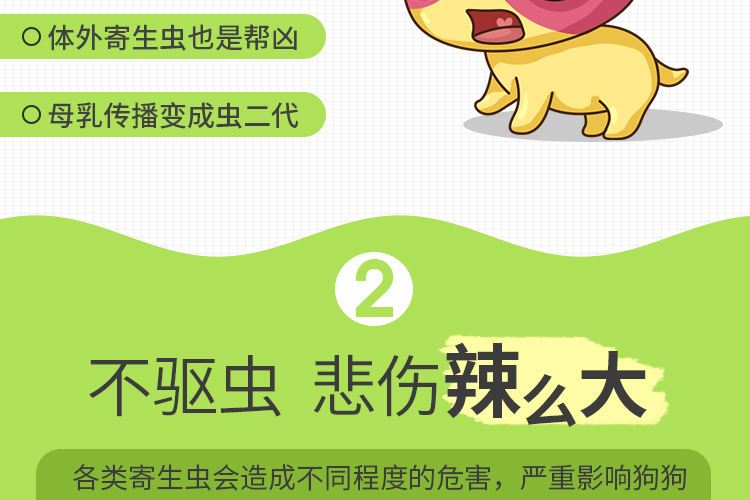 体外寄生虫也是帮凶
母乳传播变成虫二代
2
不驱虫 悲伤辣么大
各类寄生虫会造成不同程度的危害，严重影响狗狗